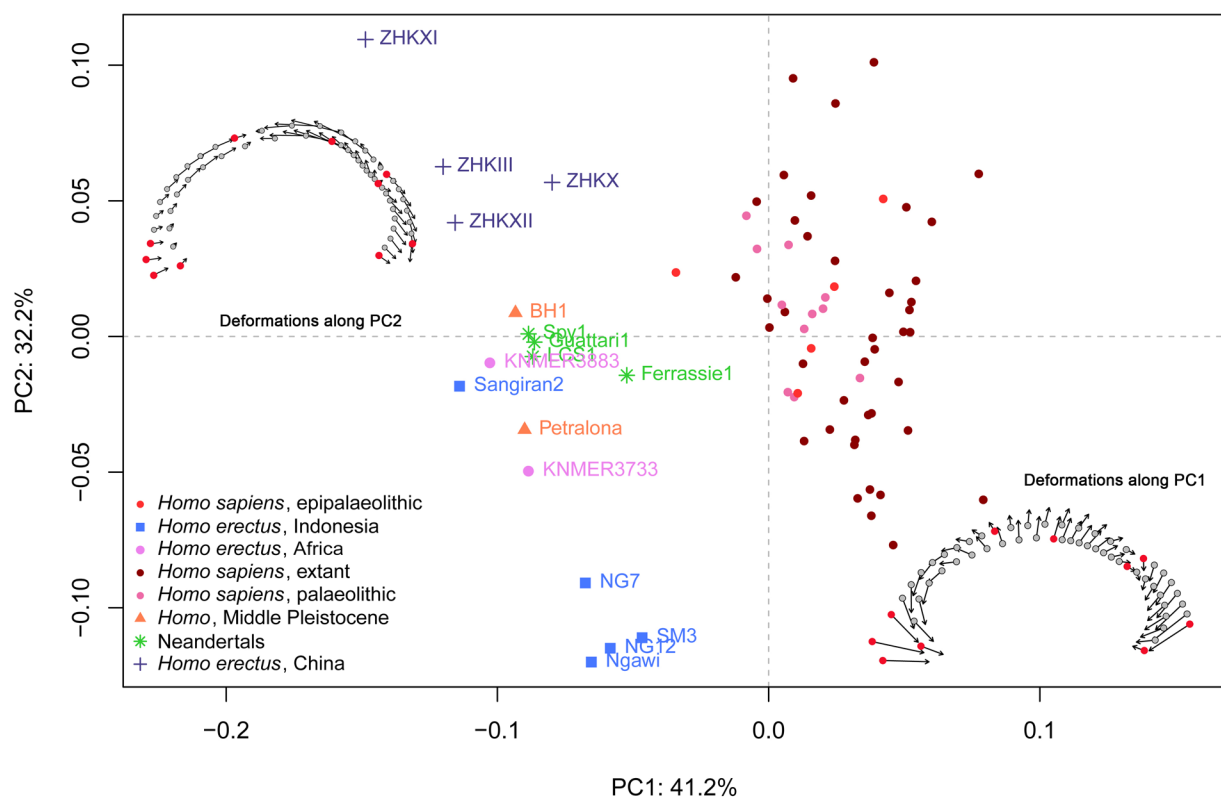 ZHKXI
ZHKIII
ZHKX
ZHKXII
Deformations along PC2
BH1
Spy1
Guattari1
LCS1
KNMER3883
Ferrassie1
Sangiran2
Petralona
KNMER3733
Deformations along PC1
NG7
SM3
NG12
Ngawi
Homo sapiens, epipalaeolithic
Homo erectus, Indonesia
Homo erectus, Africa
Homo sapiens, extant
Homo sapiens, palaeolithic
Homo, Middle Pleistocene
Neandertals
Homo erectus, China
PC2: 32.2%
0.10
0.05
0.00
−0.05
−0.10
−0.2
−0.1
0.0
0.1
PC1: 41.2%